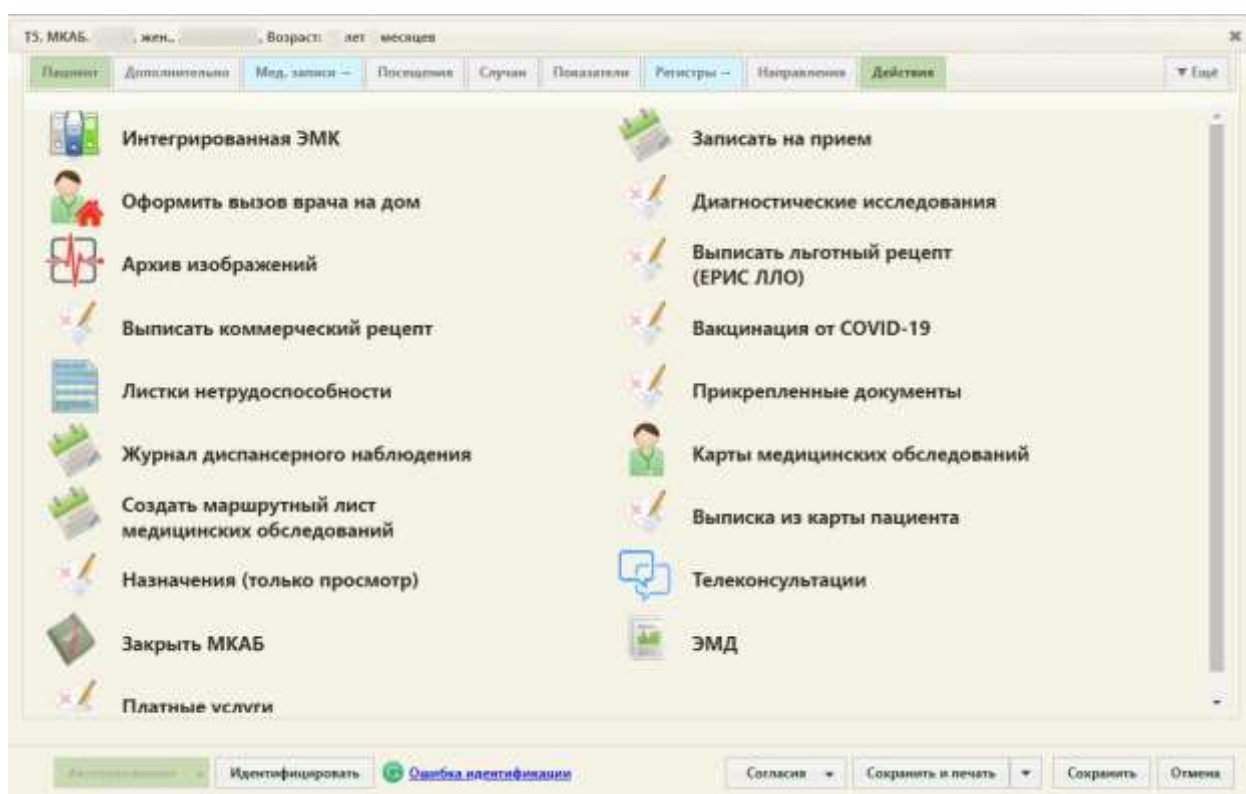 T5. МКАБ. , жен., , Возраст: лет месяцев
Пациент Дополнительно Мед. записи Посещения Случаи Показатели Регистры Направления Действия Ещё
Интегрированная ЭМК
Записать на прием
Оформить вызов врача на дом
Диагностические исследования
Архив изображений
Выписать льготный рецепт
(ЕРИС ЛЛО)
Выписать коммерческий рецепт
Вакцинация от COVID-19
Листки нетрудоспособности
Прикрепленные документы
Журнал диспансерного наблюдения
Карты медицинских обследований
Создать маршрутный лист
медицинских обследований
Выписка из карты пациента
Назначения (только просмотр)
Телеконсультации
Закрыть МКАБ
ЭМД
Платные услуги
Идентифицировать Ошибка идентификации Согласия Сохранить и печать Сохранить Отмена